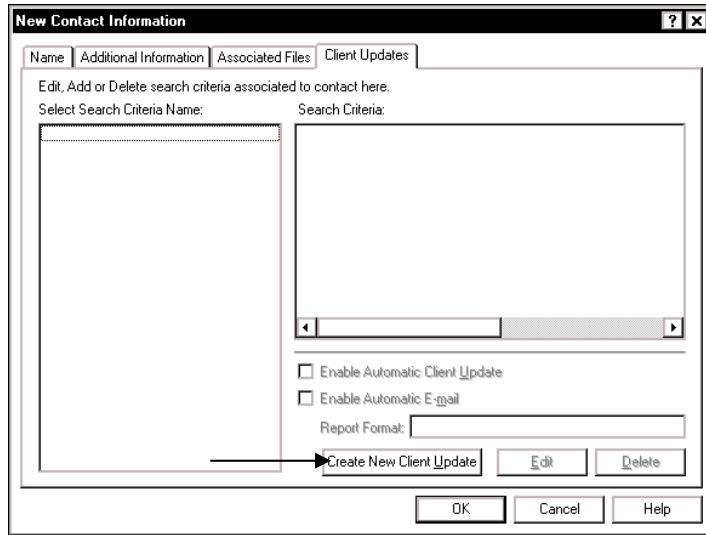 New Contact Information
? X
Name Additional Information Associated Files Client Updates
Edit, Add or Delete search criteria associated to contact here.
Select Search Criteria Name: Search Criteria:
Enable Automatic Client Update
Enable Automatic E-mail
Report Format:
Create New Client Update Edit Delete
OK Cancel Help